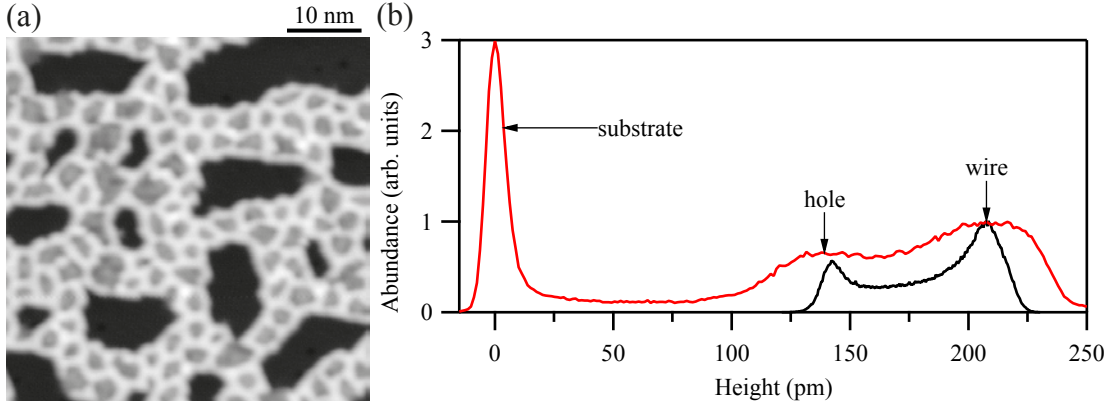 (a)
10 nm
(b)
Abundance (arb. units)
3
2
1
0
substrate
hole
wire
0
50
100
150
200
250
Height (pm)